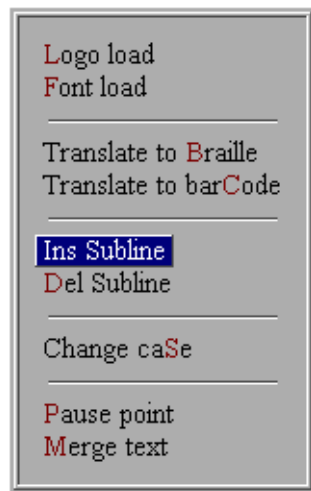 Logo load
Font load
Translate to Braille
Translate to barCode
Ins Subline
Del Subline
Change caSe
Pause point
Merge text